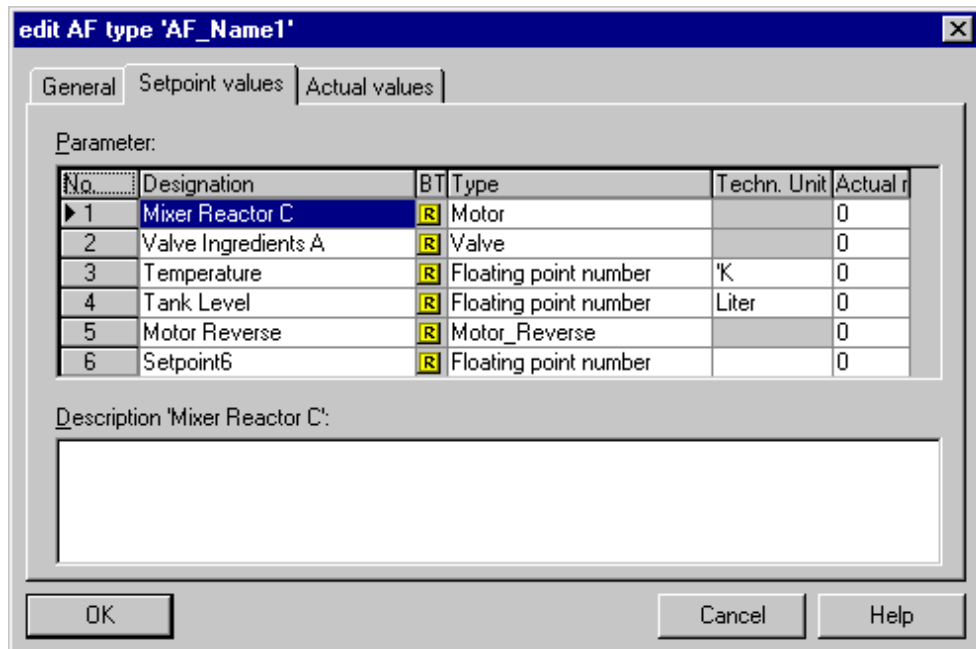 edit AF type 'AF_Name1'
General Setpoint values Actual values
Parameter:
No. Designation BT Type Techn. Unit Actual r
1 Mixer Reactor C R Motor 0
2 Valve Ingredients A R Valve 0
3 Temperature R Floating point number 'K 0
4 Tank Level R Floating point number Liter 0
5 Motor Reverse R Motor_Reverse 0
6 Setpoint6 R Floating point number 0
Description 'Mixer Reactor C':
OK Cancel Help